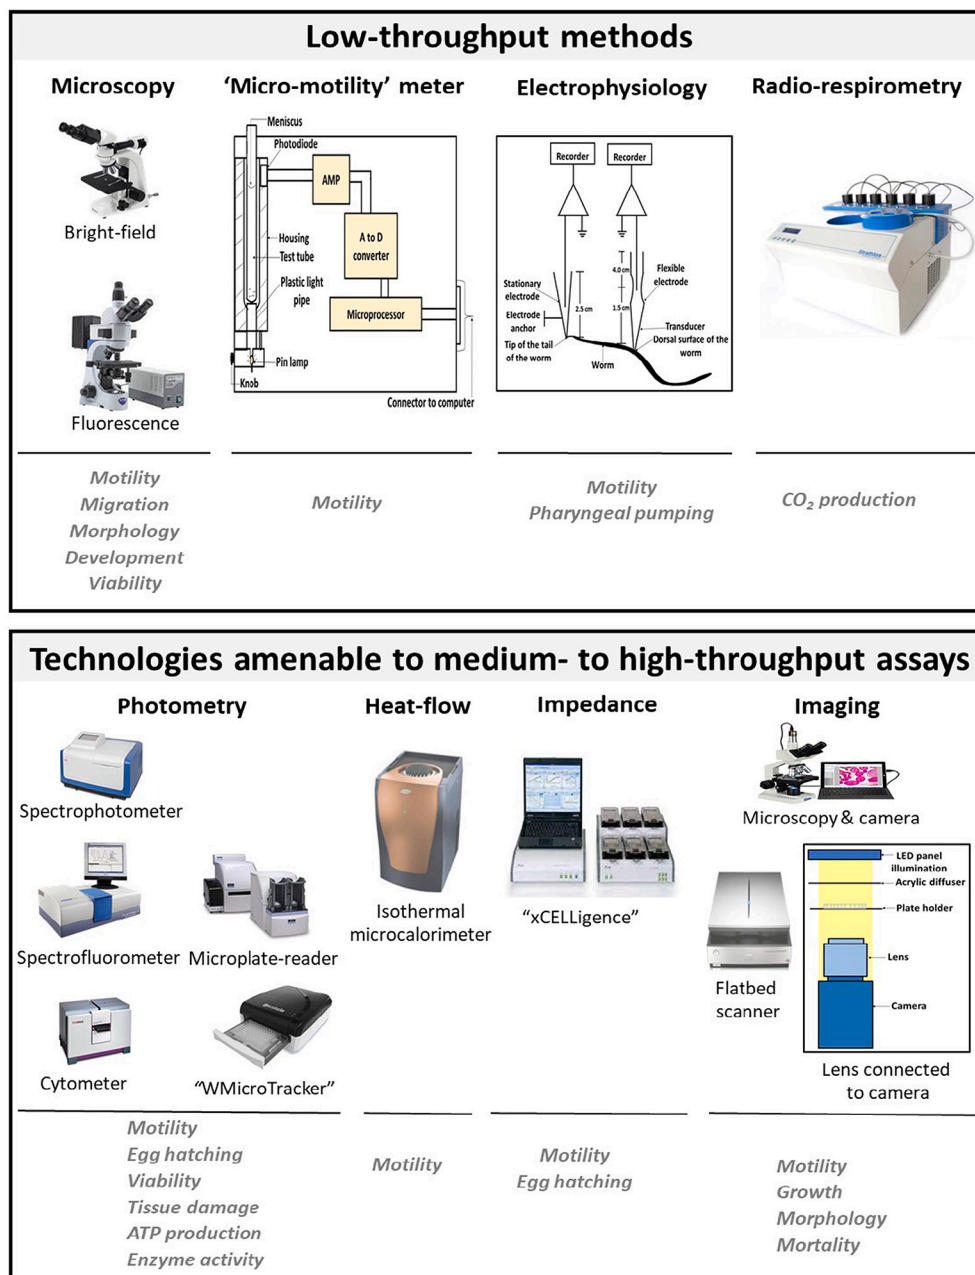 Low-throughput methods
Microscopy
Bright-field
Fluorescence
Motility
Migration
Morphology
Development
Viability
‘Micro-motility’ meter
Meniscus
Photodiode
AMP
A to D
converter
Housing
Test tube
Plastic light
pipe
Microprocessor
Pin lamp
Knob
Connector to computer
Motility
Electrophysiology
Recorder
Recorder
4.0 cm
Flexible
electrode
Stationary
electrode
2.5 cm
1.5 cm
Electrode
anchor
Transducer
Tip of the tail
of the worm
Dorsal surface of the
worm
Worm
Motility
Pharyngeal pumping
Radio-respirometry
CO₂ production
Technologies amenable to medium- to high-throughput assays
Photometry
Spectrophotometer
Spectrofluorometer
Microplate-reader
Cytometer
“WMicroTracker”
Motility
Egg hatching
Viability
Tissue damage
ATP production
Enzyme activity
Heat-flow
Isothermal
microcalorimeter
Motility
Impedance
“xCELLigence”
Motility
Egg hatching
Imaging
Microscopy & camera
LED panel
illumination
Acrylic diffuser
Plate holder
Lens
Camera
Flatbed
scanner
Lens connected
to camera
Motility
Growth
Morphology
Mortality